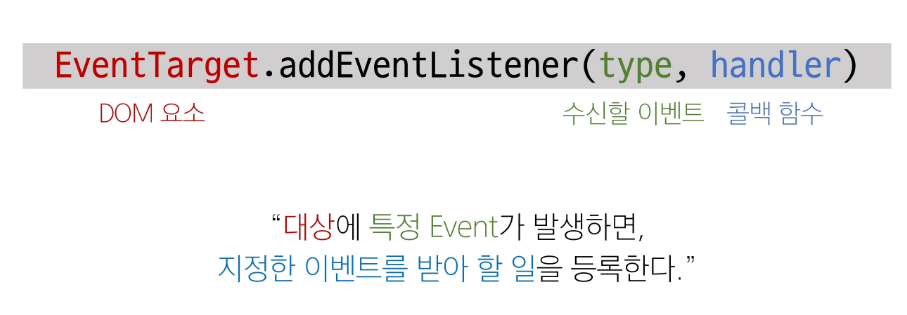 EventTarget.addEventListener(type, handler)
DOM 요소 수신할 이벤트 콜백 함수
“대상에 특정 Event가 발생하면,
지정한 이벤트를 받아 할 일을 등록한다.”